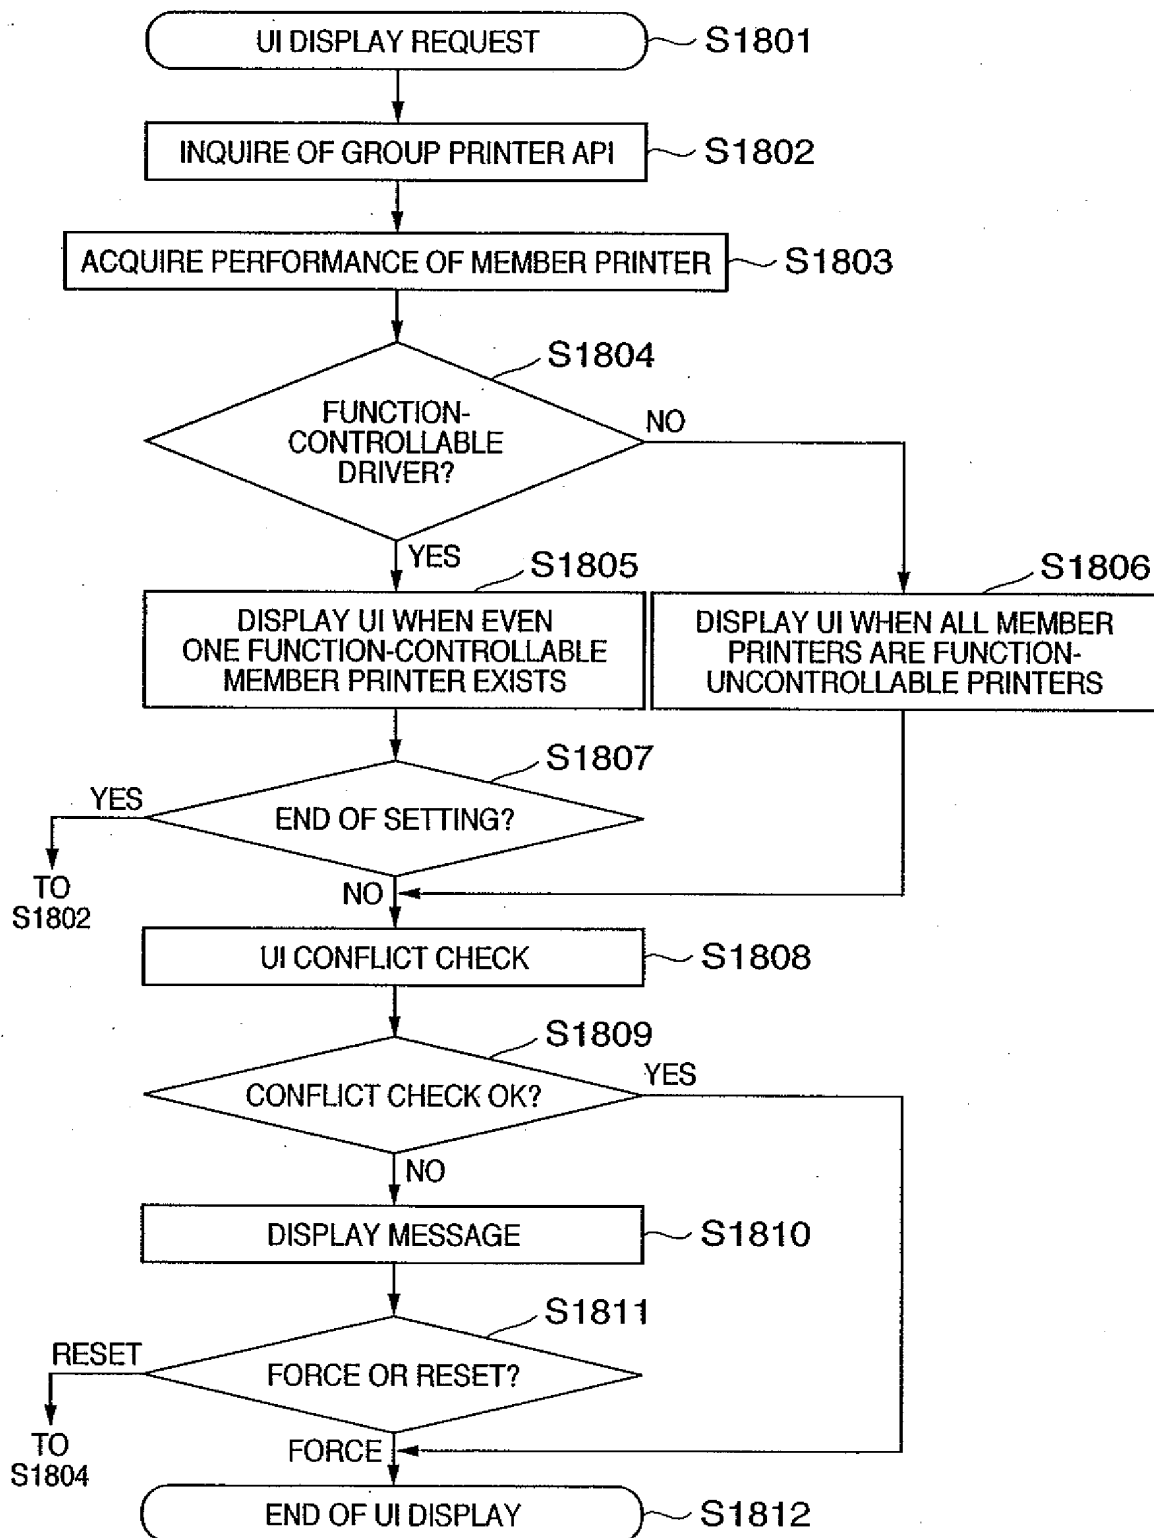 UI DISPLAY REQUEST
S1801
INQUIRE OF GROUP PRINTER API
S1802
ACQUIRE PERFORMANCE OF MEMBER PRINTER
S1803
S1804
FUNCTION-
CONTROLLABLE
DRIVER?
NO
YES
S1805
DISPLAY UI WHEN EVEN
ONE FUNCTION-CONTROLLABLE
MEMBER PRINTER EXISTS
S1806
DISPLAY UI WHEN ALL MEMBER
PRINTERS ARE FUNCTION-
UNCONTROLLABLE PRINTERS
S1807
END OF SETTING?
YES
TO
S1802
NO
UI CONFLICT CHECK
S1808
S1809
CONFLICT CHECK OK?
YES
NO
DISPLAY MESSAGE
S1810
S1811
FORCE OR RESET?
RESET
TO
S1804
FORCE
END OF UI DISPLAY
S1812